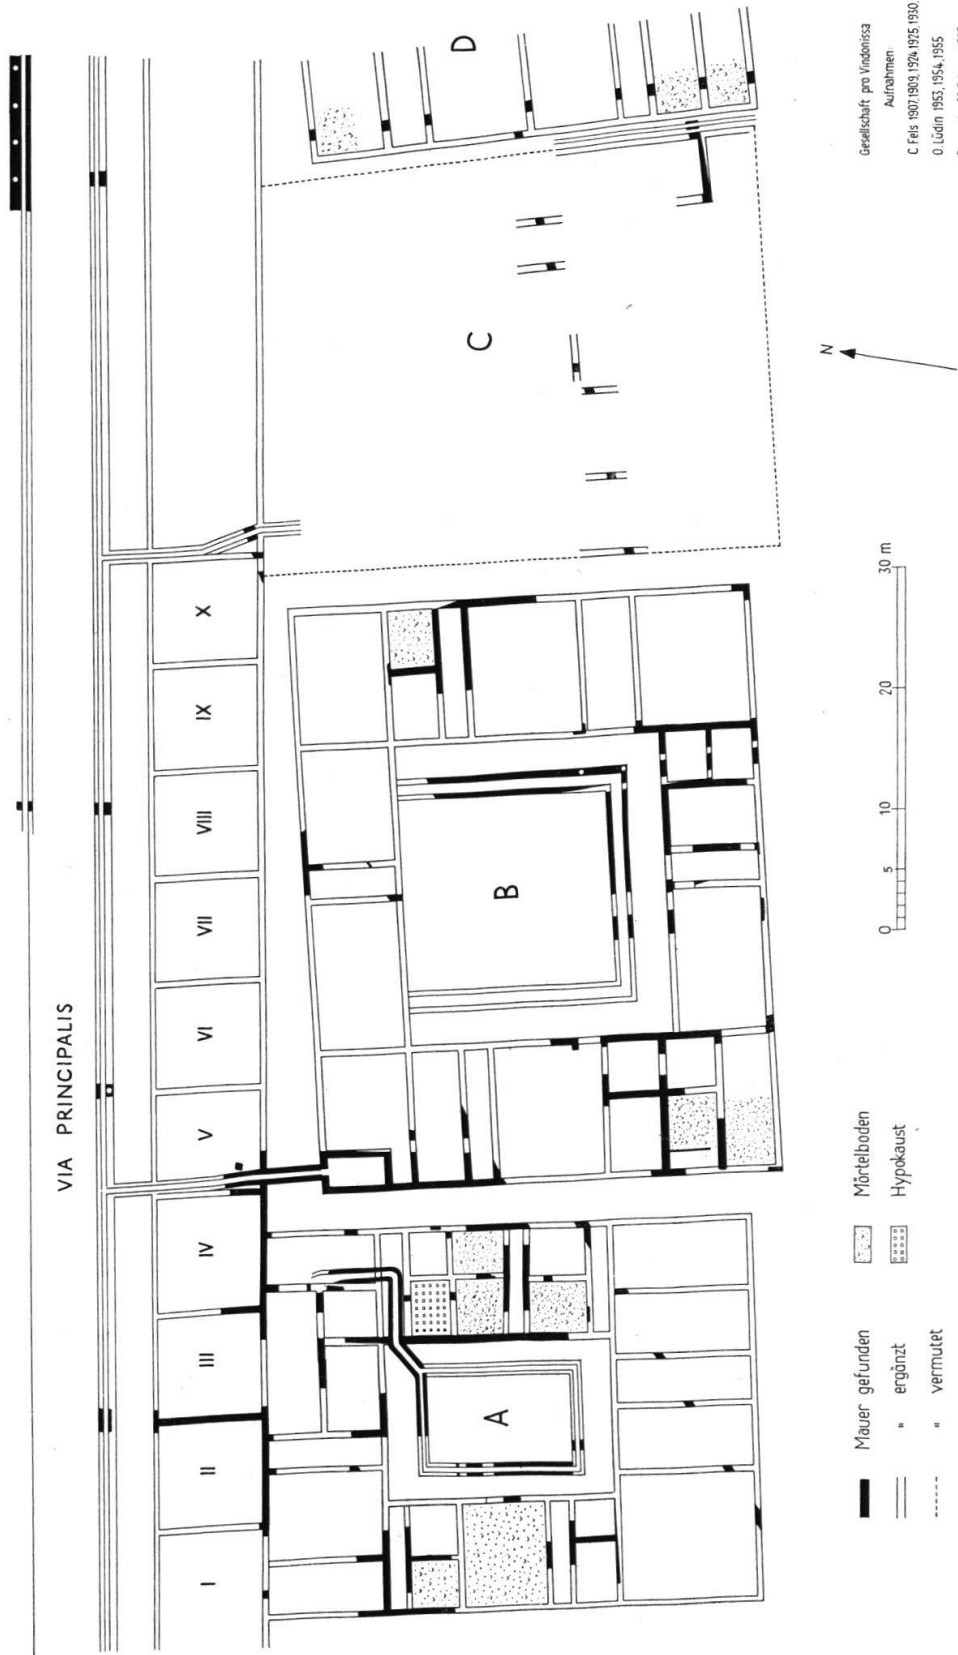 VIA PRINCIPALIS
I
II
III
IV
V
VI
VII
VIII
IX
X
A
B
C
D
Mauer gefunden
" ergänzt
" vermutet
Mörtelboden
Hypokaust
0 5 10 20 30 m
N
Gesellschaft pro Vindonissa
Aufnahmen:
C. Fels 1907,1909,1924,1925,1930.
O. Lüdin 1953,1954,1955